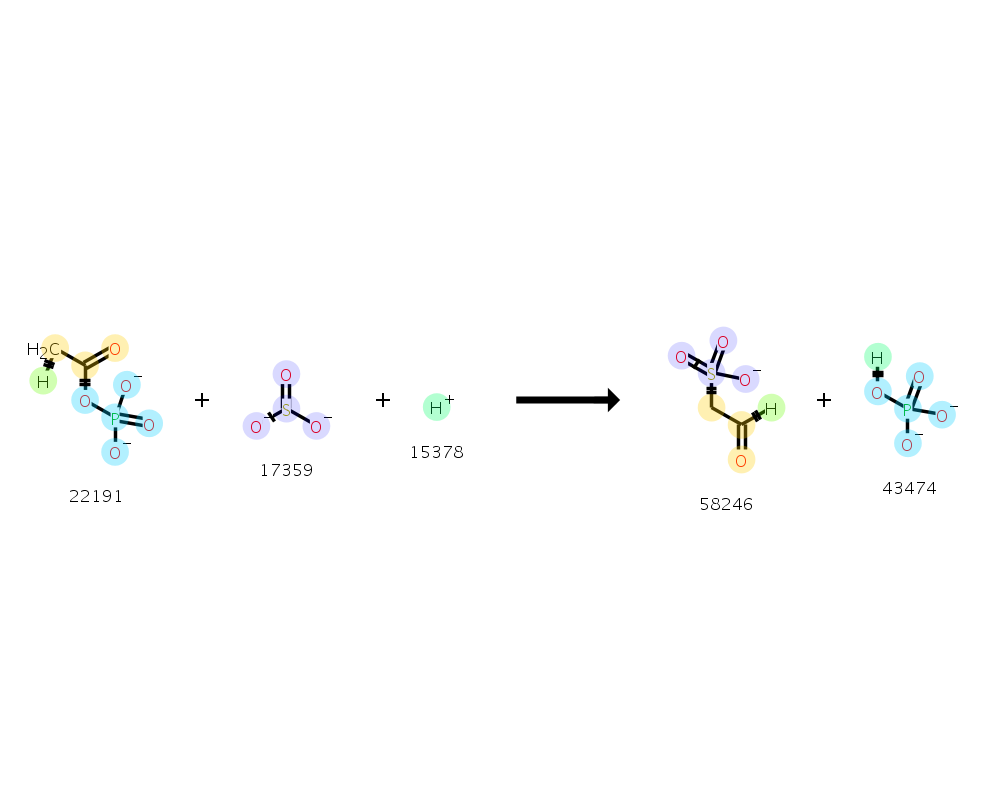 H2C O H O O⁻ P O O⁻
+
O S O⁻ O⁻
+
H⁺
O O S O⁻ H O
+
H O O P O⁻ O⁻
22191
17359
15378
58246
43474